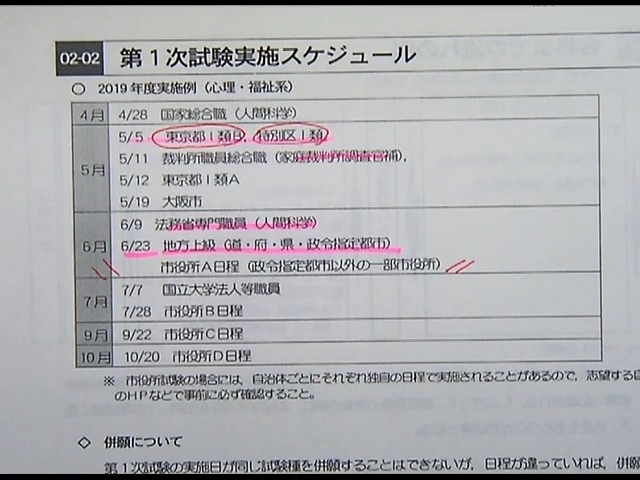 02-02 第1次試験実施スケジュール
○ 2019年度実施例（心理・福祉系）
4月 4/28 国家総合職（人間科学）
5月 5/5 東京都Ⅰ類B、特別区Ⅰ類
5/11 裁判所職員総合職（家庭裁判所調査官補）、
5/12 東京都Ⅰ類A
5/19 大阪市
6月 6/9 法務省専門職員（人間科学）
6/23 地方上級（道・府・県・政令指定都市）
市役所A日程（政令指定都市以外の一部市役所）
7月 7/7 国立大学法人等職員
7/28 市役所B日程
9月 9/22 市役所C日程
10月 10/20 市役所D日程
※ 市役所試験の場合には、自治体ごとにそれぞれ独自の日程で実施されることがあるので、志望する自
のHPなどで事前に必ず確認すること。
◇ 併願について
第1次試験の実施日が同じ試験種を併願することはできないが、日程が違っていれば、併願